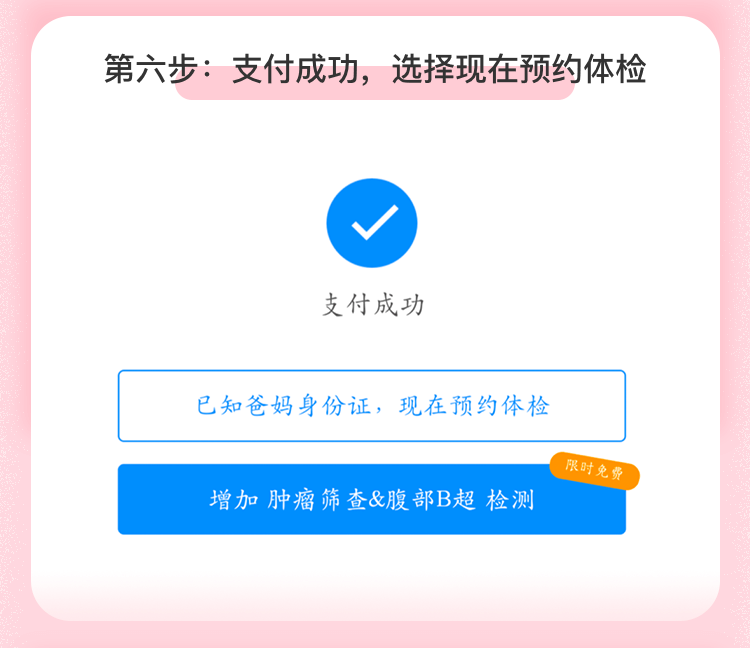 第六步：支付成功，选择现在预约体检
支付成功
已知爸妈身份证，现在预约体检
限时免费
增加 肿瘤筛查&腹部B超 检测